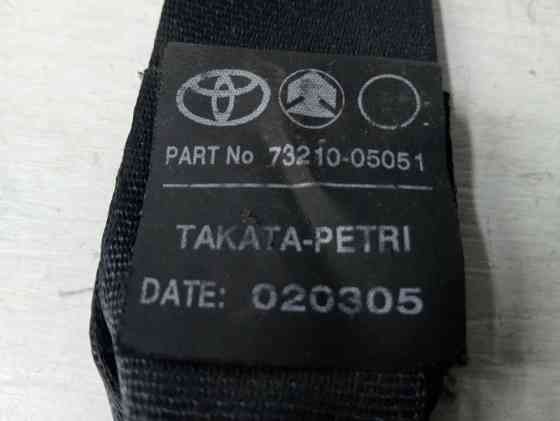 PART No 73210-05051
TAKATA-PETRI
DATE: 020305